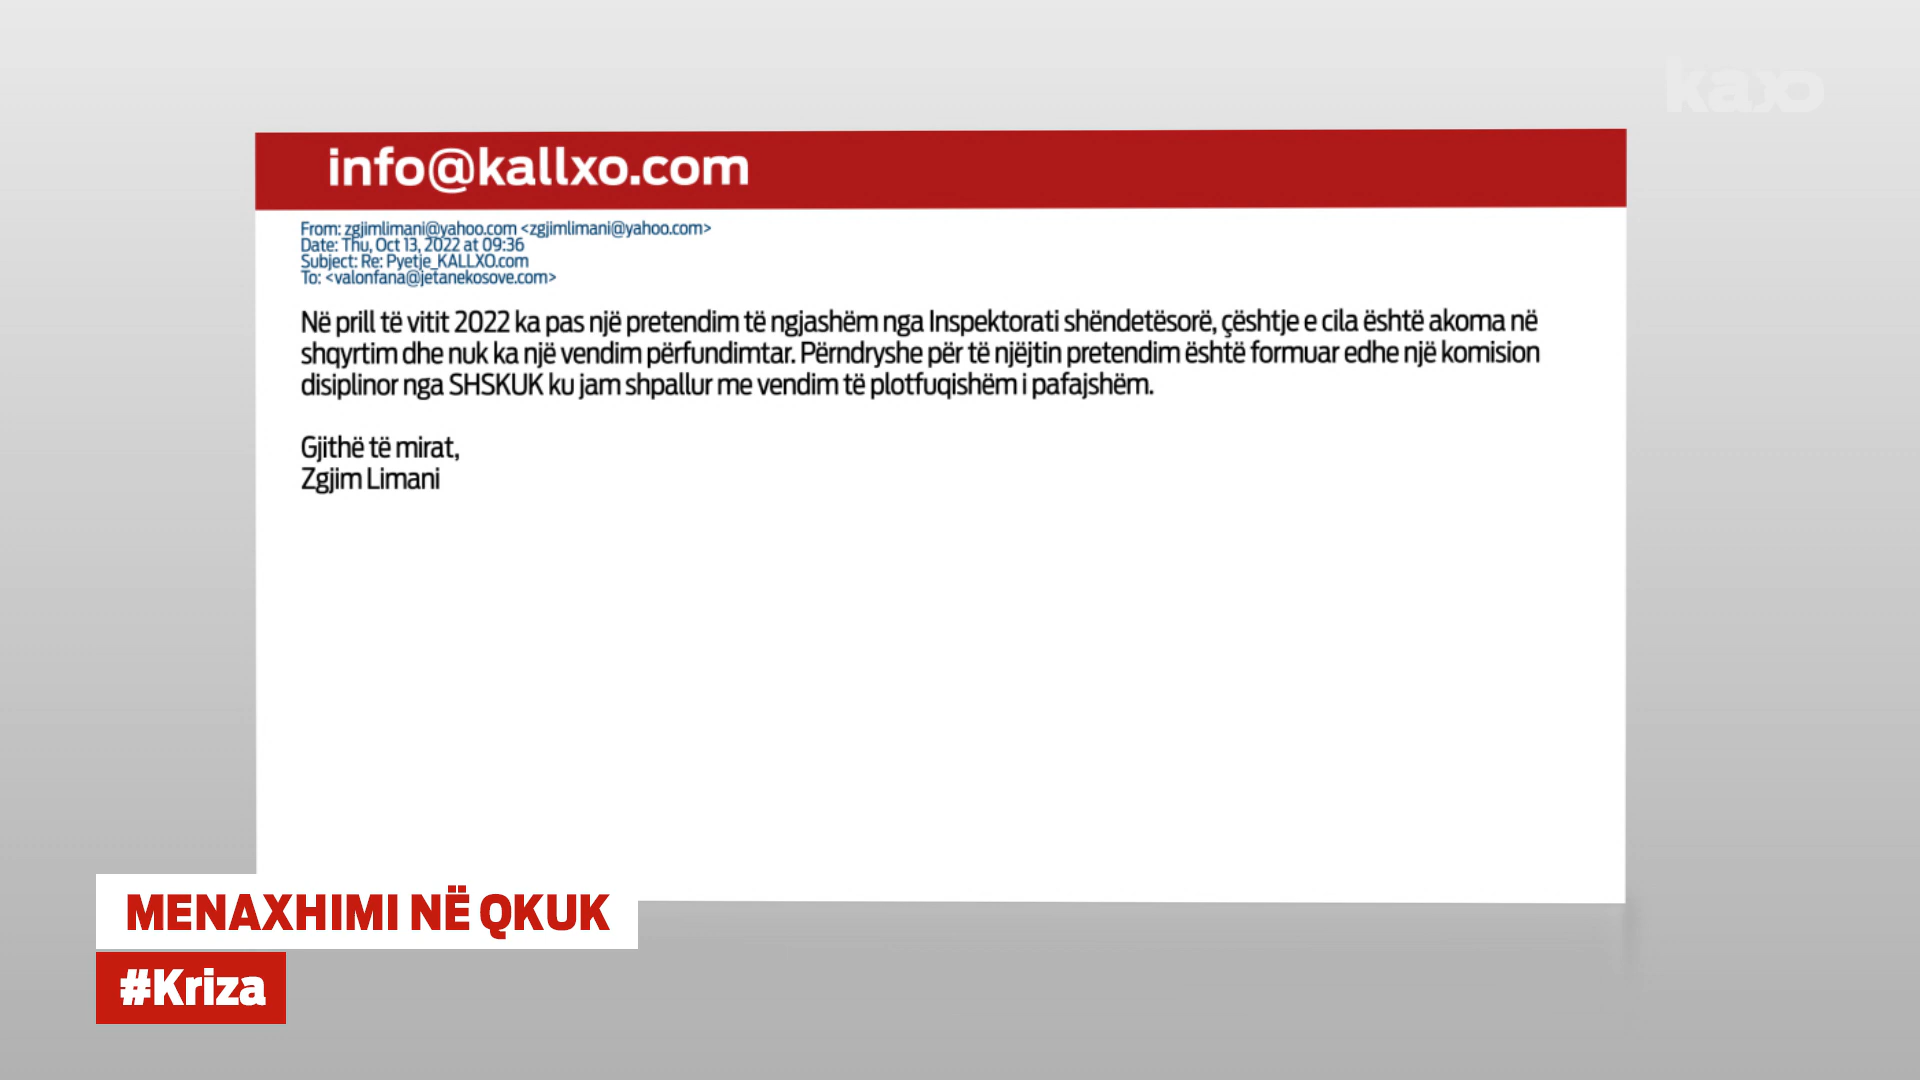 kaxo
info@kallxo.com
From: zgjimlimani@yahoo.com <zgjimlimani@yahoo.com>
Date: Thu, Oct 13, 2022 at 09:36
Subject: Re: Pyetje_KALLXO.com
To: <valonfana@jetanekosove.com>
Në prill të vitit 2022 ka pas një pretendim të ngjashëm nga Inspektorati shëndetësorë, çështje e cila është akoma në
shqyrtim dhe nuk ka një vendim përfundimtar. Përndryshe për të njëjtin pretendim është formuar edhe një komision
disiplinor nga SHSKUK ku jam shpallur me vendim të plotfuqishëm i pafajshëm.
Gjithë të mirat,
Zgjim Limani
MENAXHIMI NË QKUK
#Kriza